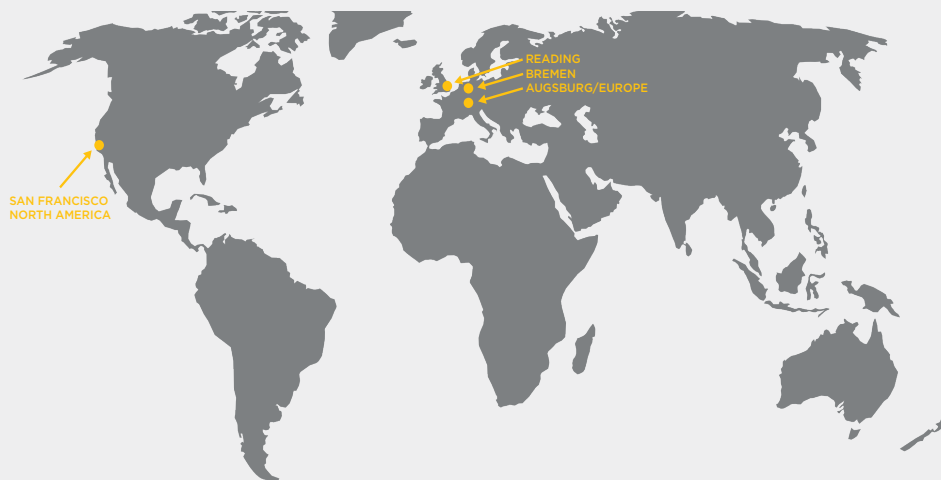 READING
BREMEN
AUGSBURG/EUROPE
SAN FRANCISCO
NORTH AMERICA